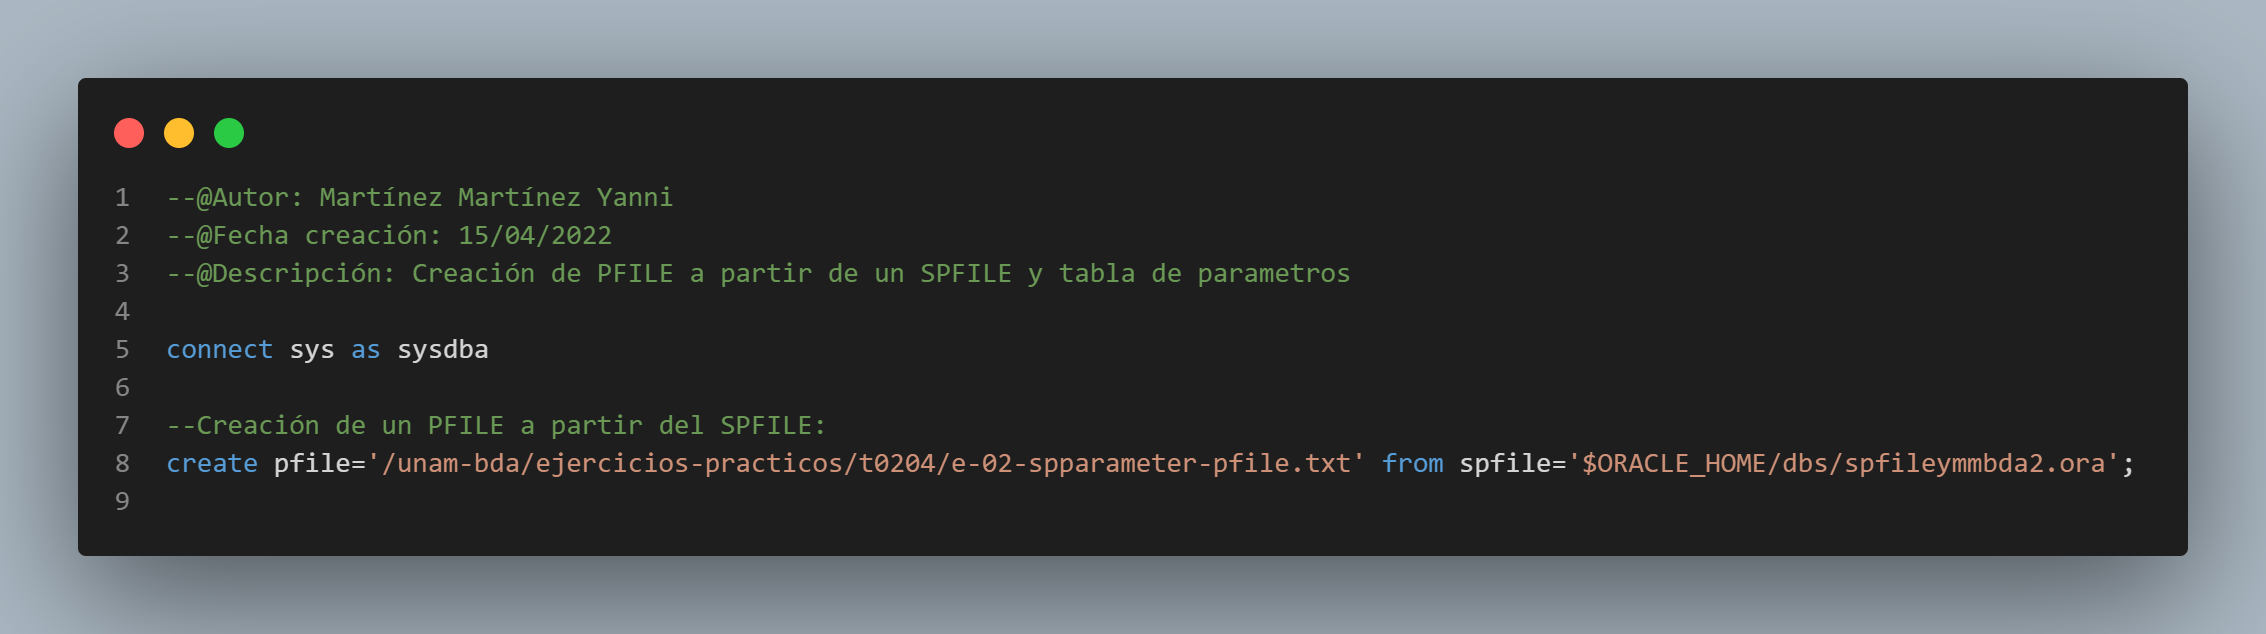 1 --@Autor: Martínez Martínez Yanni
2 --@Fecha creación: 15/04/2022
3 --@Descripción: Creación de PFILE a partir de un SPFILE y tabla de parametros
4
5 connect sys as sysdba
6
7 --Creación de un PFILE a partir del SPFILE:
8 create pfile='/unam-bda/ejercicios-practicos/t0204/e-02-spparameter-pfile.txt' from spfile='$ORACLE_HOME/dbs/spfileymmbda2.ora';
9